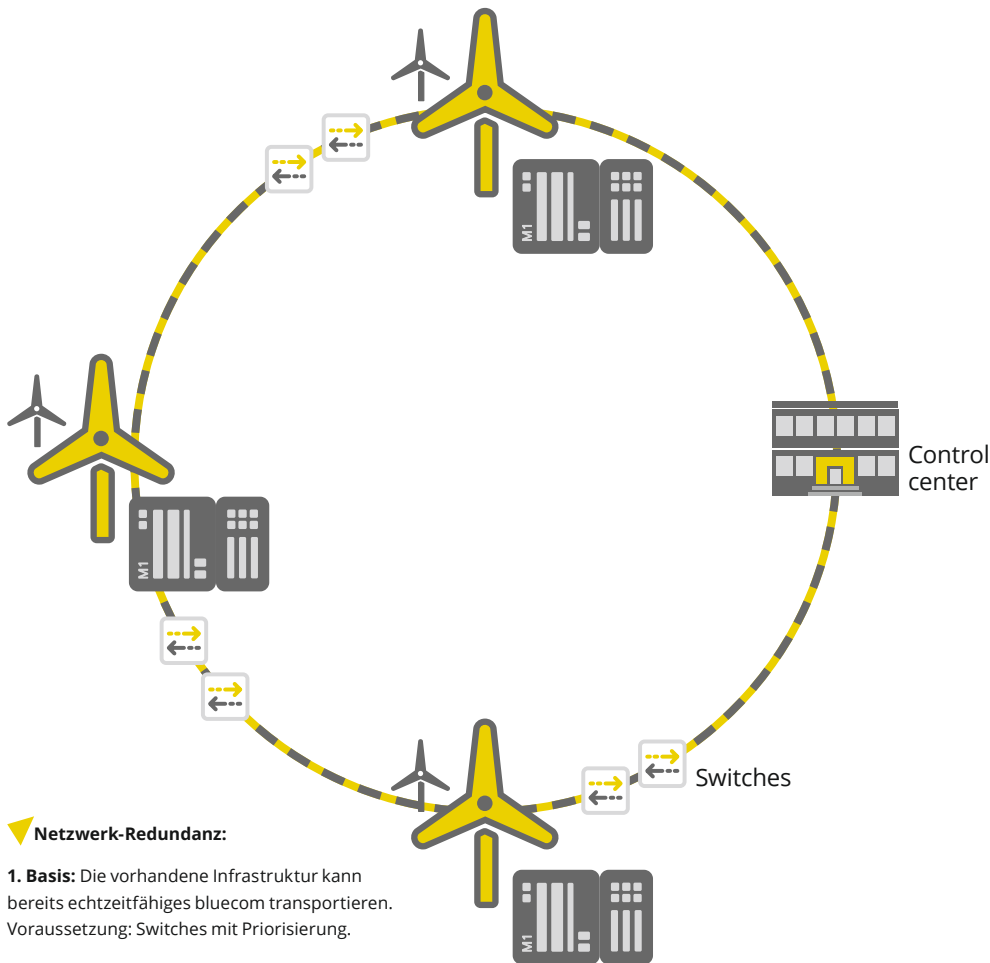 M1
Control
center
M1
Switches
Netzwerk-Redundanz:
1. Basis: Die vorhandene Infrastruktur kann
bereits echtzeitfähiges bluecom transportieren.
Voraussetzung: Switches mit Priorisierung.
M1